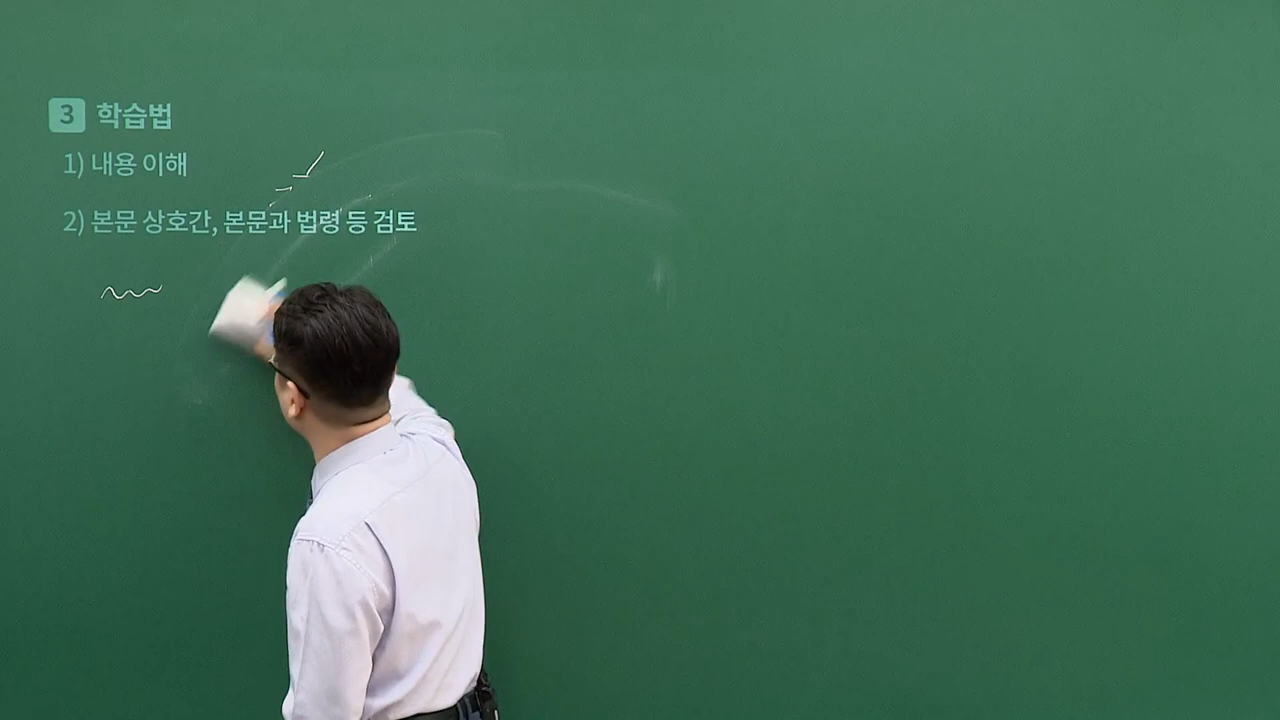 3 학습법
1) 내용 이해
2) 본문 상호간, 본문과 법령 등 검토